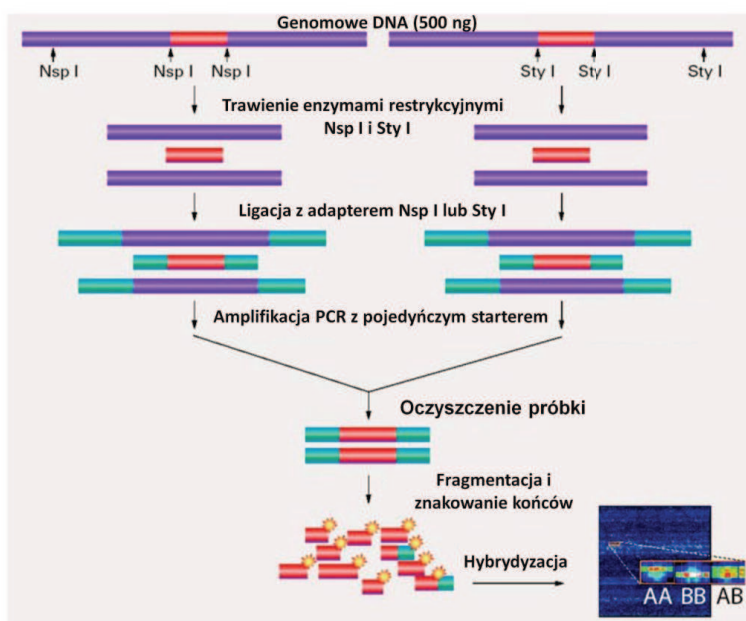 Genomowe DNA (500 ng)
Nsp I Nsp I Nsp I Sty I Sty I Sty I
Trawienie enzymami restrykcyjnymi
Nsp I i Sty I
Ligacja z adapterem Nsp I lub Sty I
Amplifikacja PCR z pojedyńczym starterem
Oczyszczenie próbki
Fragmentacja i
znakowanie końców
Hybrydyzacja
AA BB AB